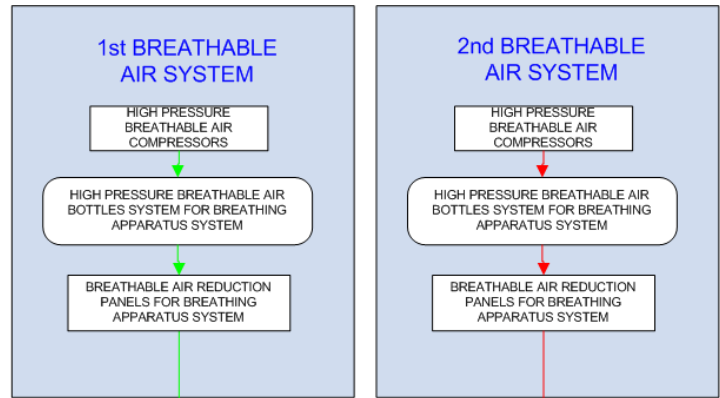 1st BREATHABLE
AIR SYSTEM
HIGH PRESSURE
BREATHABLE AIR
COMPRESSORS
HIGH PRESSURE BREATHABLE AIR
BOTTLES SYSTEM FOR BREATHING
APPARATUS SYSTEM
BREATHABLE AIR REDUCTION
PANELS FOR BREATHING
APPARATUS SYSTEM
2nd BREATHABLE
AIR SYSTEM
HIGH PRESSURE
BREATHABLE AIR
COMPRESSORS
HIGH PRESSURE BREATHABLE AIR
BOTTLES SYSTEM FOR BREATHING
APPARATUS SYSTEM
BREATHABLE AIR REDUCTION
PANELS FOR BREATHING
APPARATUS SYSTEM